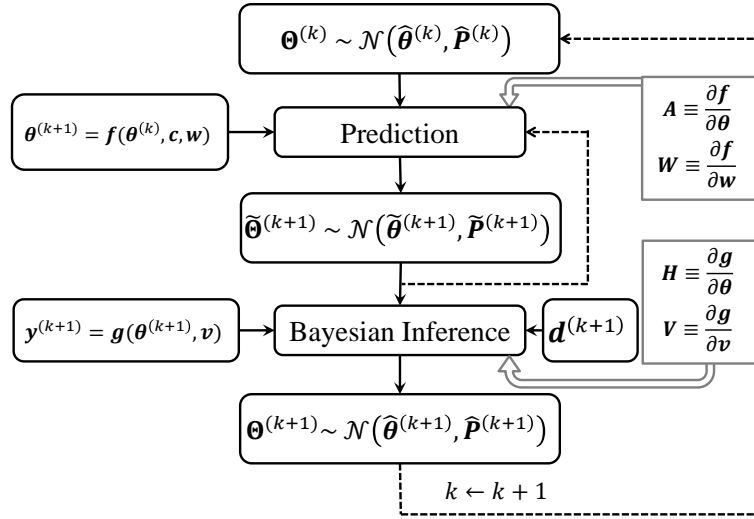 𝚯^(k) ~ 𝒩(θ̂^(k), P̂^(k))
A ≡ ∂f/∂θ
W ≡ ∂f/∂w
θ^(k+1) = f(θ^(k), c, w)
Prediction
𝚯̃^(k+1) ~ 𝒩(θ̃^(k+1), P̃^(k+1))
H ≡ ∂g/∂θ
V ≡ ∂g/∂v
y^(k+1) = g(θ^(k+1), v)
Bayesian Inference
d^(k+1)
𝚯^(k+1) ~ 𝒩(θ̂^(k+1), P̂^(k+1))
k ← k + 1